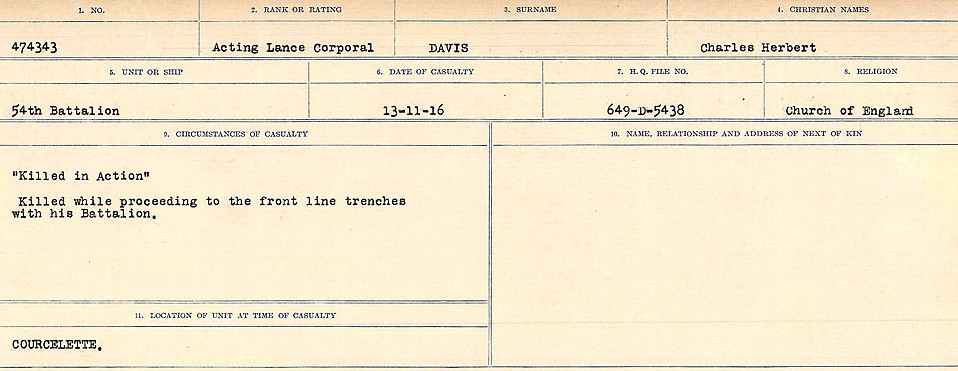 1. NO.
2. RANK OR RATING
3. SURNAME
4. CHRISTIAN NAMES
474343
Acting Lance Corporal
DAVIS
Charles Herbert
5. UNIT OR SHIP
6. DATE OF CASUALTY
7. H. Q. FILE NO.
8. RELIGION
54th Battalion
13-11-16
649-D-5438
Church of England
9. CIRCUMSTANCES OF CASUALTY
10. NAME, RELATIONSHIP AND ADDRESS OF NEXT OF KIN
"Killed in Action"
Killed while proceeding to the front line trenches
with his Battalion.
11. LOCATION OF UNIT AT TIME OF CASUALTY
COURCELETTE.